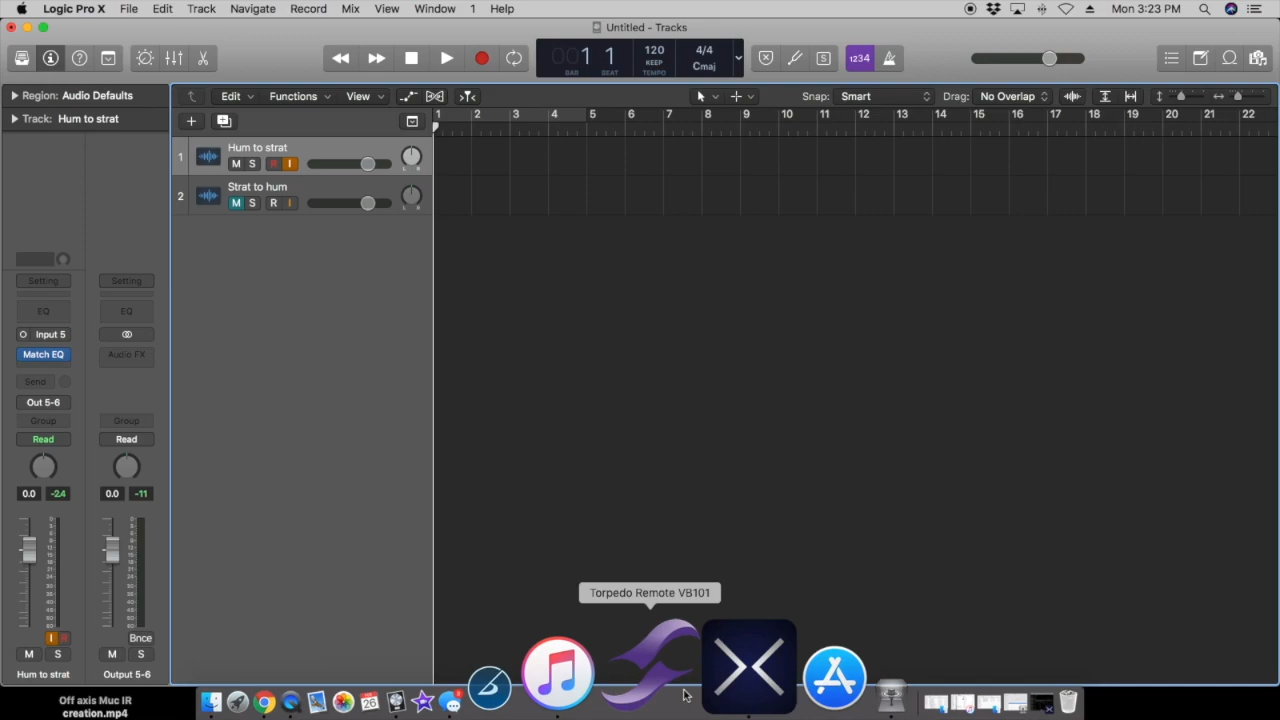 Logic Pro X File Edit Track Navigate Record Mix View Window 1 Help Mon 3:23 PM
Untitled - Tracks
001 1 120 4/4 1234
KEEP Cmaj
BAR BEAT TEMPO
Region: Audio Defaults
Edit Functions View Snap: Smart Drag: No Overlap
Track: Hum to strat
1 2 3 4 5 6 7 8 9 10 11 12 13 14 15 16 17 18 19 20 21 22
1 Hum to strat
M S R I L R
2 Strat to hum
M S R I L R
Setting Setting
EQ EQ
Input 5
Match EQ Audio FX
Send
Out 5-6
Group Group
Read Read
0.0 -2.4 0.0 -11
I R Bnce
M S M S
Hum to strat Output 5-6
Torpedo Remote VB101
Off axis Muc IR
creation.mp4